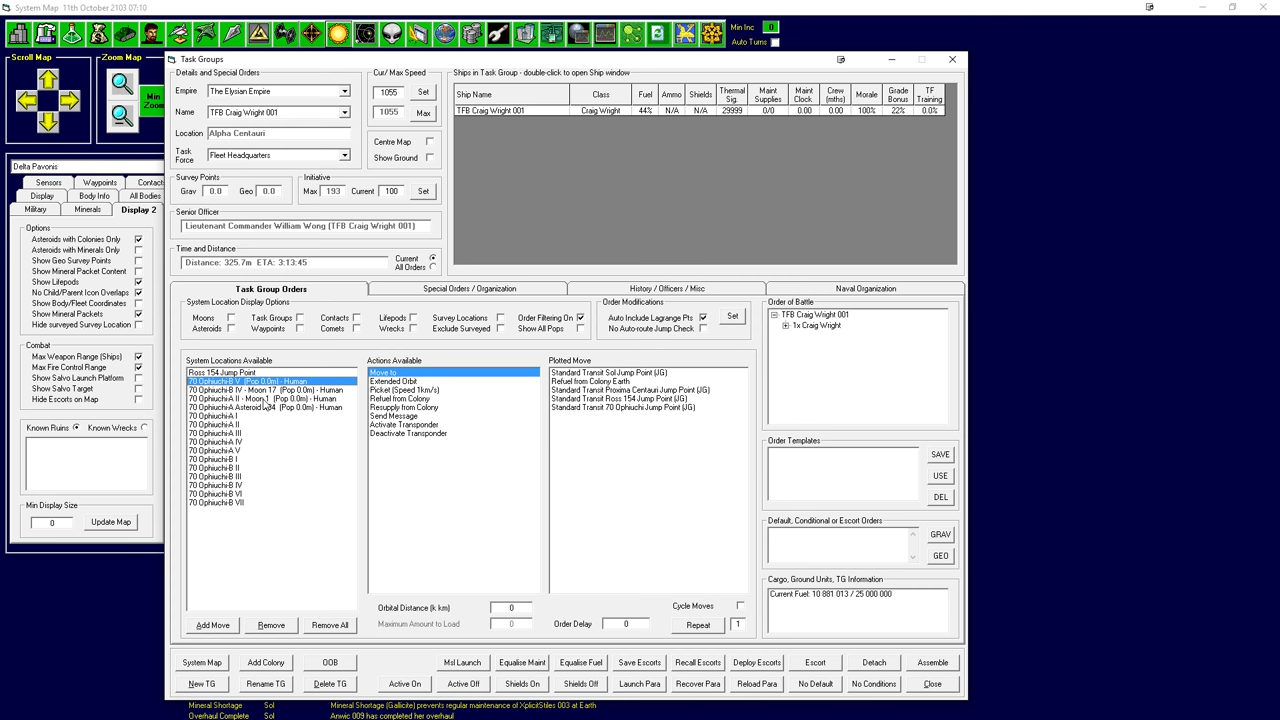 System Map   11th October 2103 07:10
Min Inc 0
Auto Turns
Scroll Map
Zoom Map
Min
Zoom
Delta Pavonis
Sensors Waypoints Contact
Display Body Info All Bodies
Military Minerals Display 2
Options
Asteroids with Colonies Only
Asteroids with Minerals Only
Show Geo Survey Points
Show Mineral Packet Content
Show Lifepods
No Child/Parent Icon Overlaps
Show Body/Fleet Coordinates
Show Mineral Packets
Hide surveyed Survey Location
Combat
Max Weapon Range (Ships)
Max Fire Control Range
Show Salvo Launch Platform
Show Salvo Target
Hide Escorts on Map
Known Ruins Known Wrecks
Min Display Size
0 Update Map
Task Groups
Details and Special Orders
Empire The Elysian Empire
Name TFB Craig Wright 001
Location Alpha Centauri
Task
Force Fleet Headquarters
Cur/ Max Speed
1055 Set
1055 Max
Centre Map
Show Ground
Survey Points
Grav 0.0 Geo 0.0
Initiative
Max 193 Current 100 Set
Senior Officer
Lieutenant Commander William Wong (TFB Craig Wright 001)
Time and Distance
Distance: 325.7m ETA: 3:13:45
Current
All Orders
Ships in Task Group - double-click to open Ship window
Ship Name Class Fuel Ammo Shields Thermal Sig. Maint Supplies Maint Clock Crew (mths) Morale Grade Bonus TF Training
TFB Craig Wright 001 Craig Wright 44% N/A N/A 29999 0/0 0.00 0.00 100% 22% 0.0%
Task Group Orders Special Orders / Organization History / Officers / Misc Naval Organization
System Location Display Options
Moons Task Groups Contacts Lifepods Survey Locations Order Filtering On
Asteroids Waypoints Comets Wrecks Exclude Surveyed Show All Pops
Order Modifications
Auto Include Lagrange Pts
No Auto-route Jump Check
Set
System Locations Available
Ross 154 Jump Point
70 Ophiuchi-B V (Pop 0.0m) - Human
70 Ophiuchi-B IV - Moon 17 (Pop 0.0m) - Human
70 Ophiuchi-A II - Moon 1 (Pop 0.0m) - Human
70 Ophiuchi-A Asteroid 84 (Pop 0.0m) - Human
70 Ophiuchi-A I
70 Ophiuchi-A II
70 Ophiuchi-A III
70 Ophiuchi-A IV
70 Ophiuchi-A V
70 Ophiuchi-B I
70 Ophiuchi-B II
70 Ophiuchi-B III
70 Ophiuchi-B IV
70 Ophiuchi-B VI
70 Ophiuchi-B VII
Add Move Remove Remove All
Actions Available
Move to
Extended Orbit
Picket (Speed 1km/s)
Refuel from Colony
Resupply from Colony
Send Message
Activate Transponder
Deactivate Transponder
Orbital Distance (k km) 0
Maximum Amount to Load 0
Plotted Move
Standard Transit Sol Jump Point (JG)
Refuel from Colony Earth
Standard Transit Proxima Centauri Jump Point (JG)
Standard Transit Ross 154 Jump Point (JG)
Standard Transit 70 Ophiuchi Jump Point (JG)
Cycle Moves
Order Delay 0 Repeat 1
Order of Battle
TFB Craig Wright 001
1x Craig Wright
Order Templates
SAVE
USE
DEL
Default, Conditional or Escort Orders
GRAV
GEO
Cargo, Ground Units, TG Information
Current Fuel: 10 881 013 / 25 000 000
System Map Add Colony OOB Msl Launch Equalise Maint Equalise Fuel Save Escorts Recall Escorts Deploy Escorts Escort Detach Assemble
New TG Rename TG Delete TG Active On Active Off Shields On Shields Off Launch Para Recover Para Reload Para No Default No Conditions Close
Mineral Shortage Sol Mineral Shortage (Gallicite) prevents regular maintenance of XplicitStiles 003 at Earth
Overhaul Complete Sol Anwic 009 has completed her overhaul